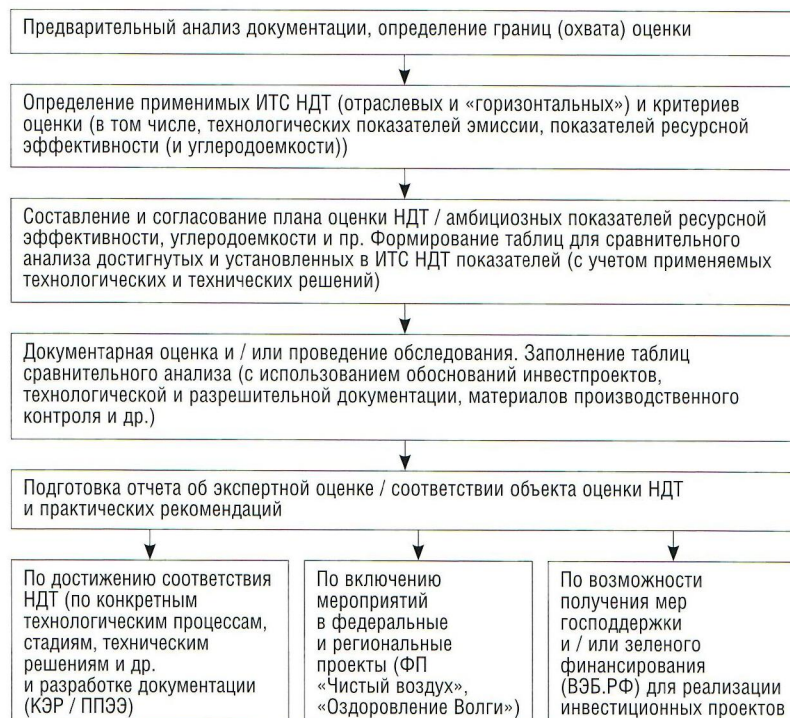 Предварительный анализ документации, определение границ (охвата) оценки
Определение применимых ИТС НДТ (отраслевых и «горизонтальных») и критериев
оценки (в том числе, технологических показателей эмиссии, показателей ресурсной
эффективности (и углеродоемкости))
Составление и согласование плана оценки НДТ / амбициозных показателей ресурсной
эффективности, углеродоемкости и пр. Формирование таблиц для сравнительного
анализа достигнутых и установленных в ИТС НДТ показателей (с учетом применяемых
технологических и технических решений)
Документарная оценка и / или проведение обследования. Заполнение таблиц
сравнительного анализа (с использованием обоснований инвестпроектов,
технологической и разрешительной документации, материалов производственного
контроля и др.)
Подготовка отчета об экспертной оценке / соответствии объекта оценки НДТ
и практических рекомендаций
По достижению соответствия
НДТ (по конкретным
технологическим процессам,
стадиям, техническим
решениям и др.
и разработке документации
(КЭР / ППЭЭ)
По включению
мероприятий
в федеральные
и региональные
проекты (ФП
«Чистый воздух»,
«Оздоровление Волги»)
По возможности
получения мер
господдержки
и / или зеленого
финансирования
(ВЭБ.РФ) для реализации
инвестиционных проектов